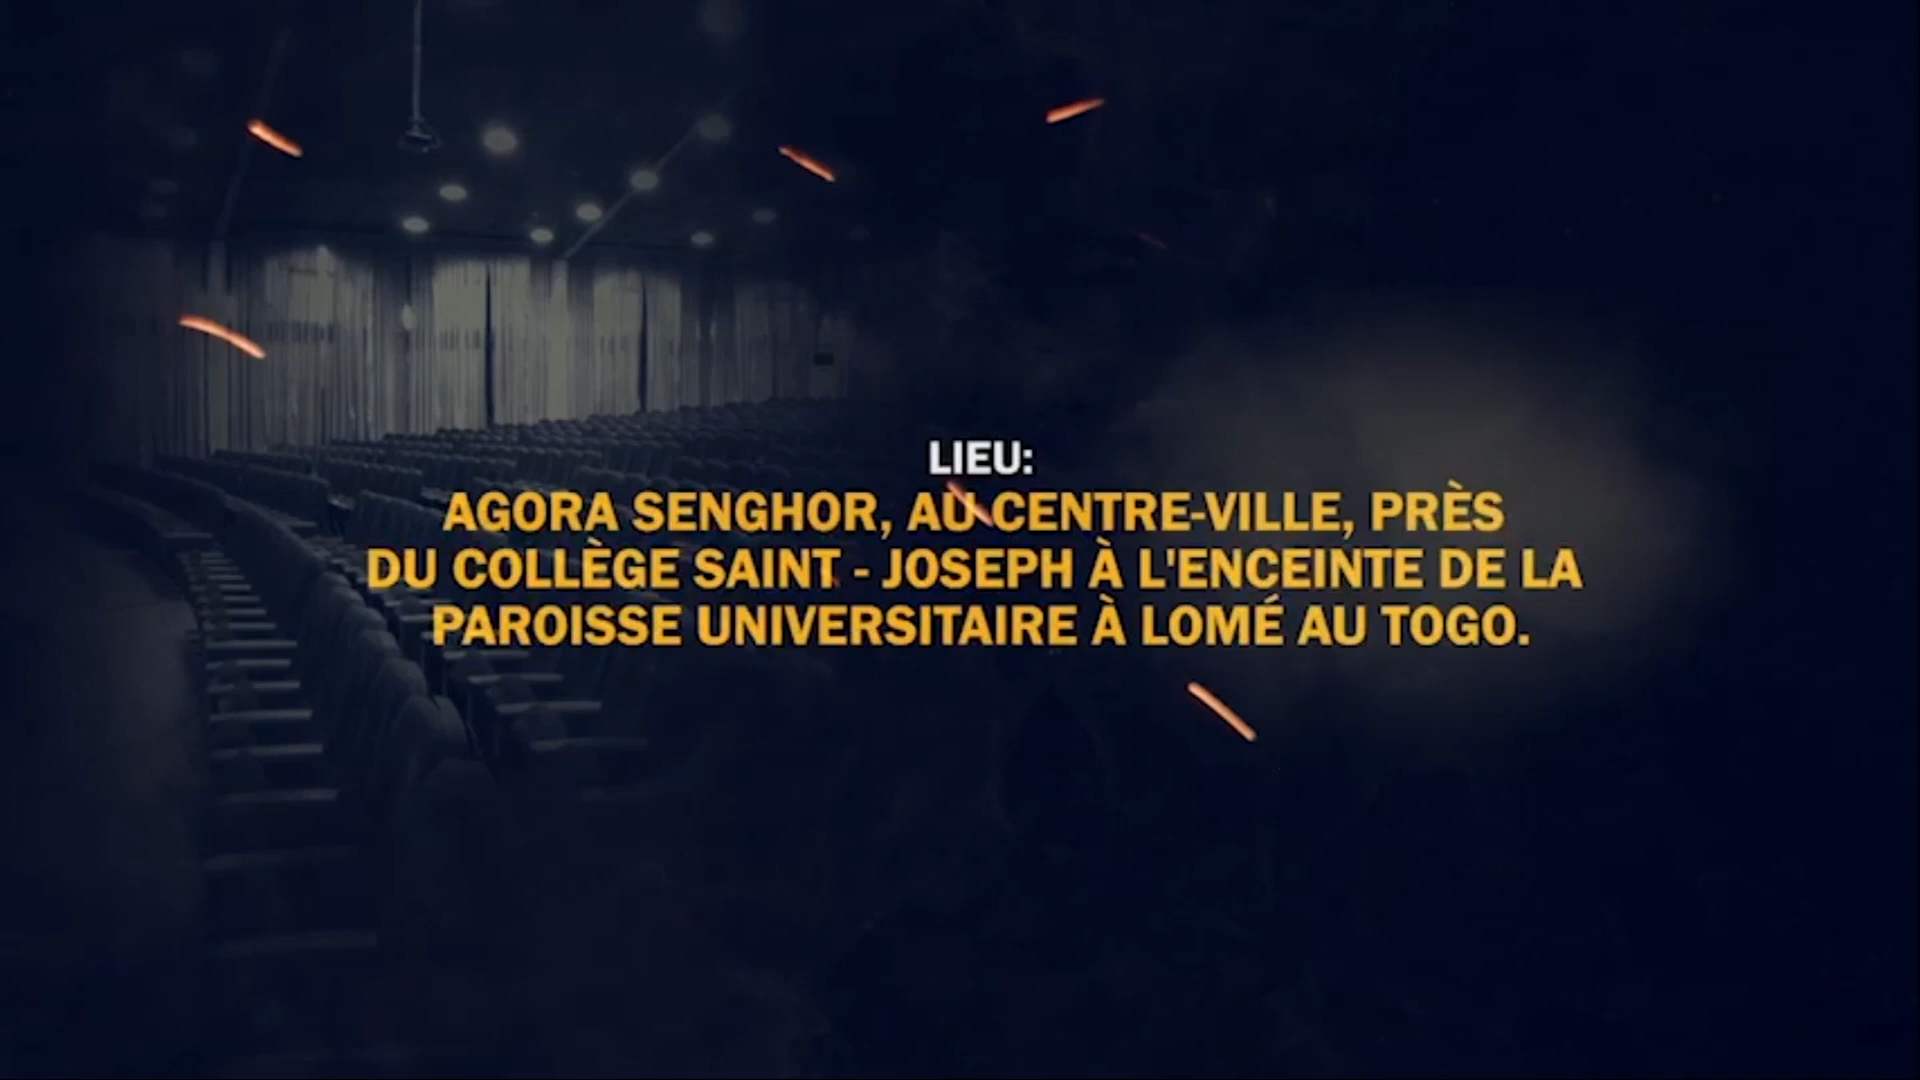 LIEU:
AGORA SENGHOR, AU CENTRE-VILLE, PRÈS
DU COLLÈGE SAINT - JOSEPH À L'ENCEINTE DE LA
PAROISSE UNIVERSITAIRE À LOMÉ AU TOGO.